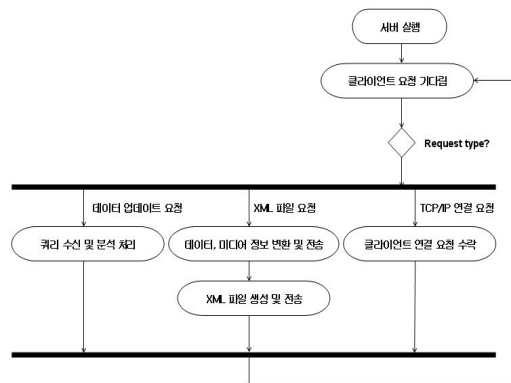 서버 실행
클라이언트 요청 기다림
Request type?
데이터 업데이트 요청
XML 파일 요청
TCP/IP 연결 요청
쿼리 수신 및 분석 처리
데이터, 미디어 정보 변환 및 전송
클라이언트 연결 요청 수락
XML 파일 생성 및 전송